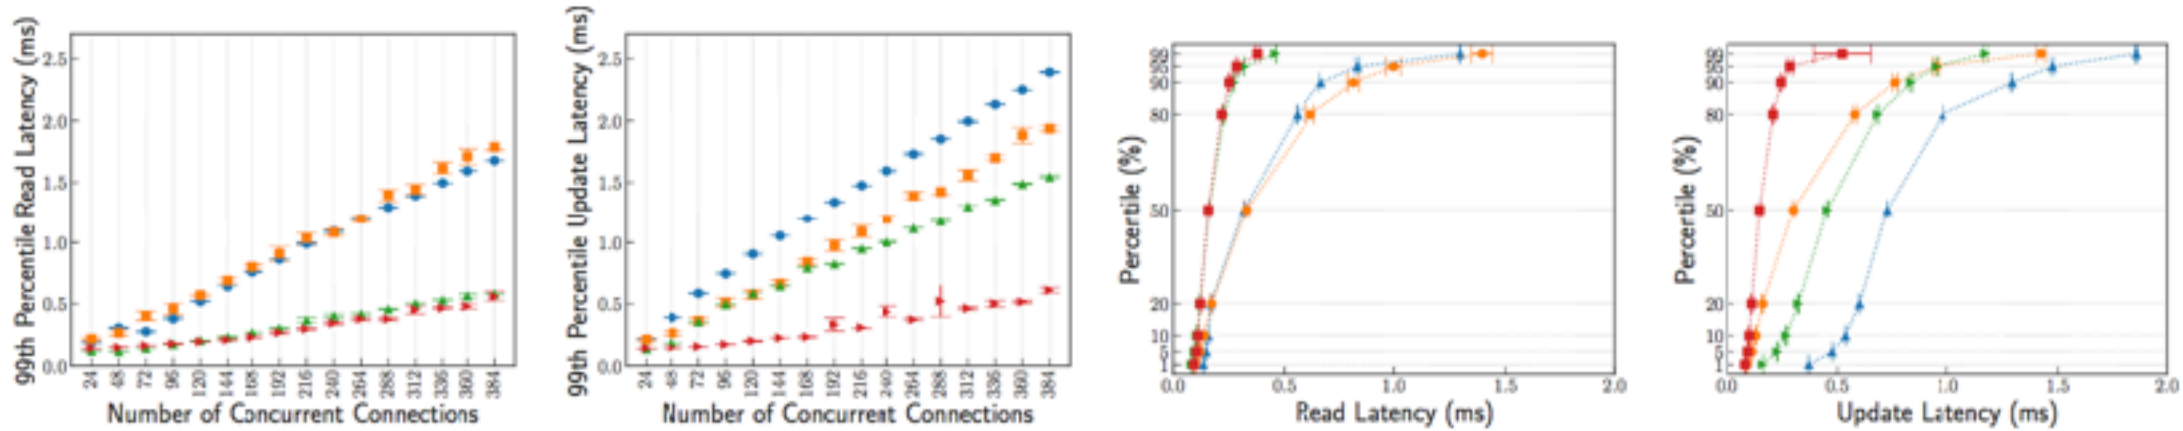 99th Percentile Read Latency (ms)
2.5
2.0
1.5
1.0
0.5
0.0
24 48 72 96 120 144 168 192 216 240 264 288 312 336 360 384
Number of Concurrent Connections
99th Percentile Update Latency (ms)
2.5
2.0
1.5
1.0
0.5
0.0
24 48 72 96 120 144 168 192 216 240 264 288 312 336 360 384
Number of Concurrent Connections
Percentile (%)
99
95
90
80
50
20
10
5
1
0.0 0.5 1.0 1.5 2.0
Read Latency (ms)
Percentile (%)
99
95
90
80
50
20
10
5
1
0.0 0.5 1.0 1.5 2.0
Update Latency (ms)